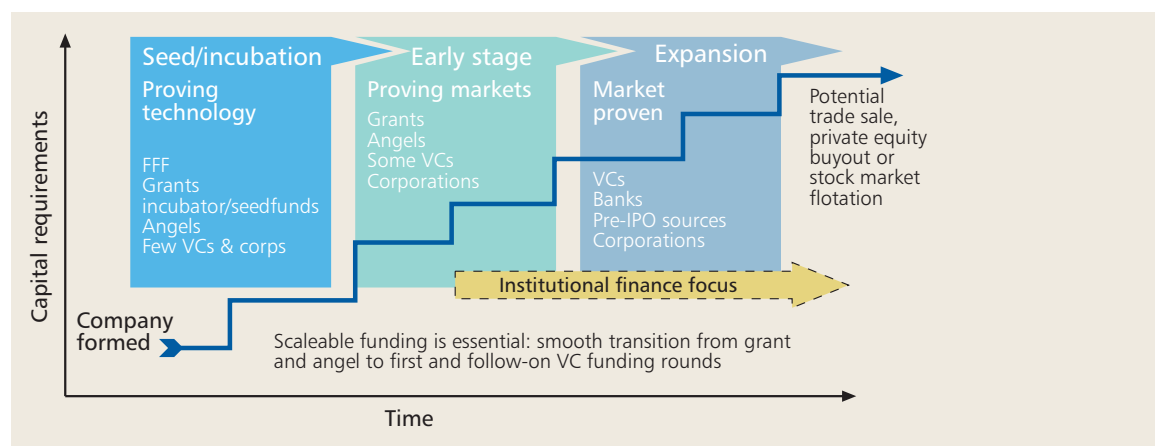 Seed/incubation
Proving
technology
FFF
Grants
incubator/seedfunds
Angels
Few VCs & corps
Early stage
Proving markets
Grants
Angels
Some VCs
Corporations
Expansion
Market
proven
VCs
Banks
Pre-IPO sources
Corporations
Potential
trade sale,
private equity
buyout or
stock market
flotation
Institutional finance focus
Company
formed
Scaleable funding is essential: smooth transition from grant
and angel to first and follow-on VC funding rounds
Capital requirements
Time